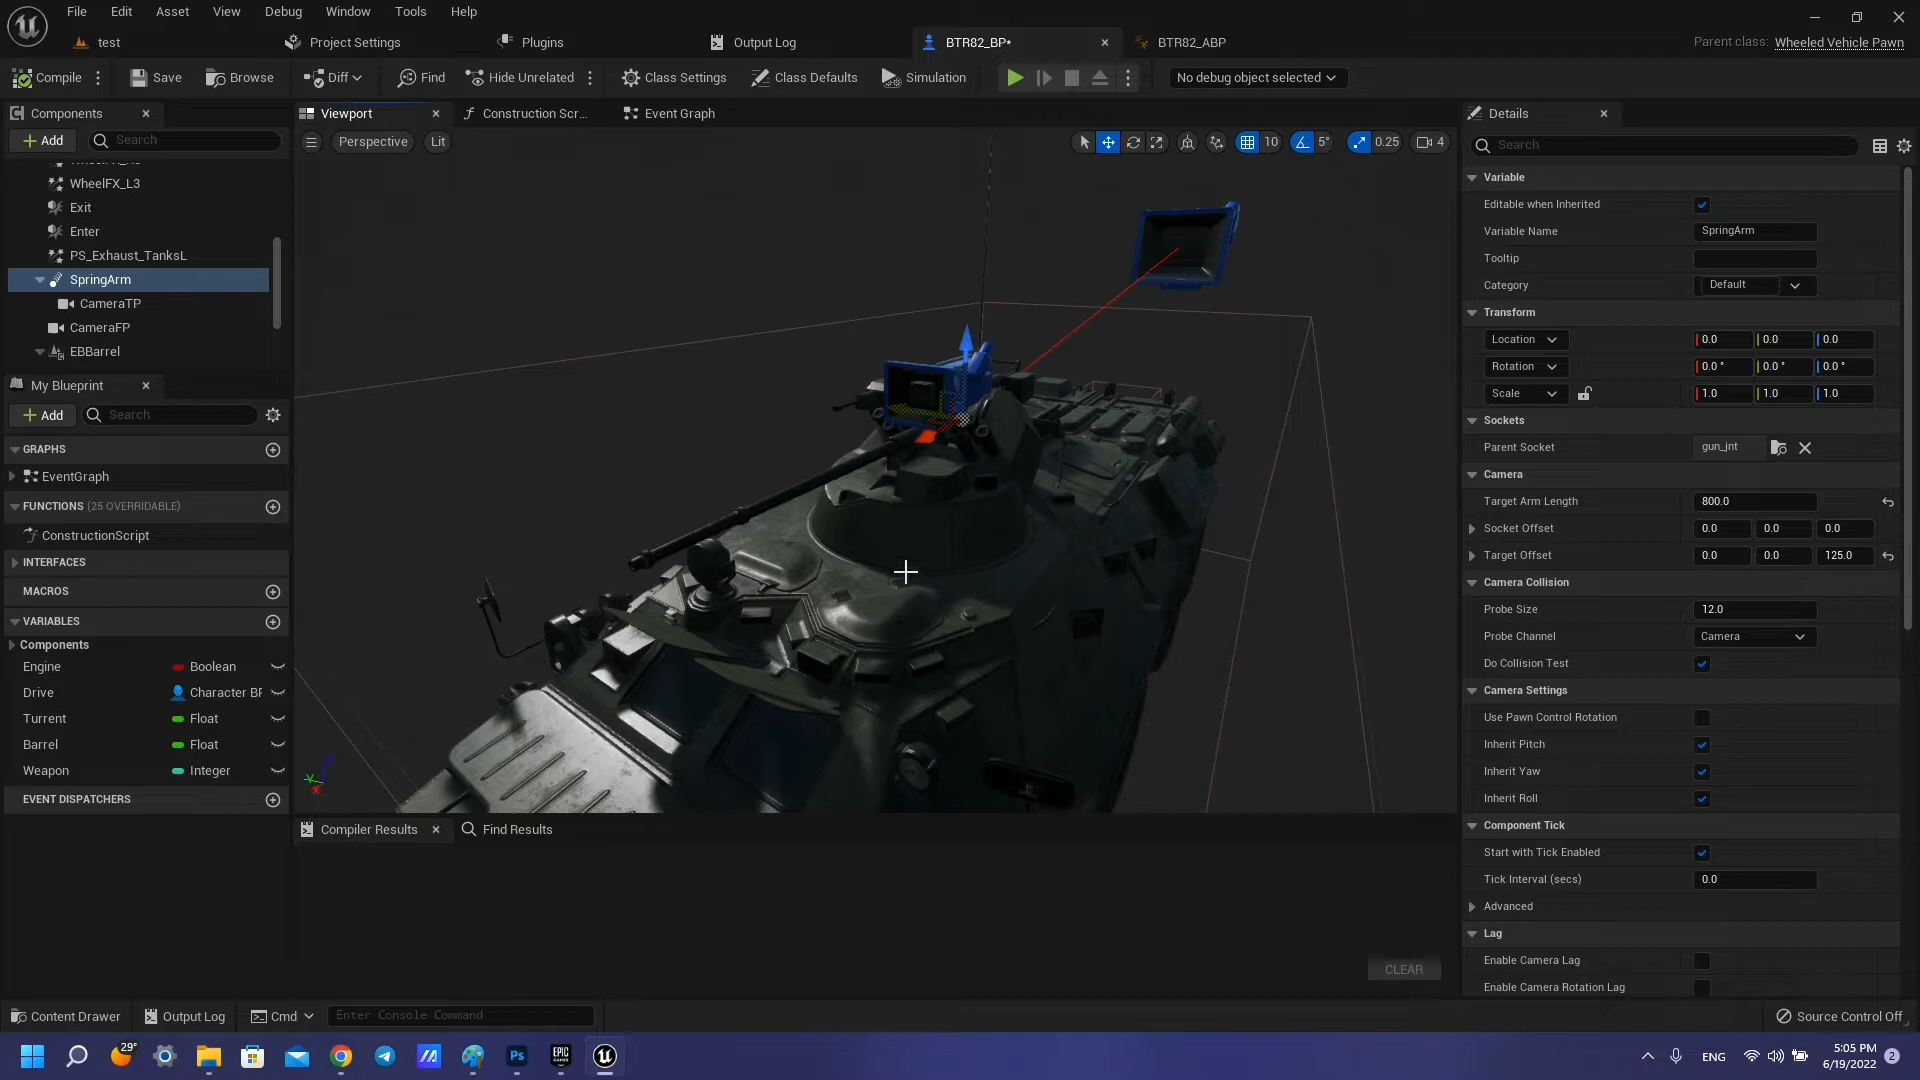 File Edit Asset View Debug Window Tools Help
test Project Settings Plugins Output Log BTR82_BP* BTR82_ABP Parent class: Wheeled Vehicle Pawn
Compile Save Browse Diff Find Hide Unrelated Class Settings Class Defaults Simulation No debug object selected
Components Viewport Construction Scr... Event Graph Details
Add Search Perspective Lit 10 5° 0.25 4 Search
WheelFX_L3
Exit
Enter
PS_Exhaust_TanksL
SpringArm
CameraTP
CameraFP
EBBarrel
My Blueprint
Add Search
GRAPHS
EventGraph
FUNCTIONS (25 OVERRIDABLE)
ConstructionScript
INTERFACES
MACROS
VARIABLES
Components
Engine Boolean
Drive Character BF
Turrent Float
Barrel Float
Weapon Integer
EVENT DISPATCHERS
Y X
Compiler Results Find Results
CLEAR
Variable
Editable when Inherited
Variable Name SpringArm
Tooltip
Category Default
Transform
Location 0.0 0.0 0.0
Rotation 0.0 ° 0.0 ° 0.0 °
Scale 1.0 1.0 1.0
Sockets
Parent Socket gun_jnt
Camera
Target Arm Length 800.0
Socket Offset 0.0 0.0 0.0
Target Offset 0.0 0.0 125.0
Camera Collision
Probe Size 12.0
Probe Channel Camera
Do Collision Test
Camera Settings
Use Pawn Control Rotation
Inherit Pitch
Inherit Yaw
Inherit Roll
Component Tick
Start with Tick Enabled
Tick Interval (secs) 0.0
Advanced
Lag
Enable Camera Lag
Enable Camera Rotation Lag
Content Drawer Output Log Cmd Enter Console Command Source Control Off
29° Ps EPIC GAMES ENG 5:05 PM
6/19/2022 2